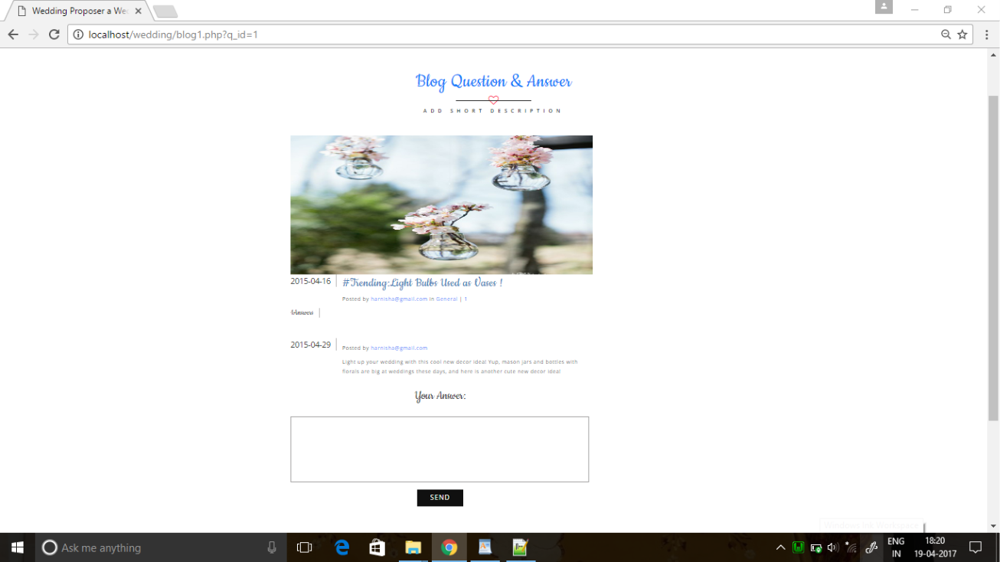 Wedding Proposer a We
localhost/wedding/blog1.php?q_id=1
Blog Question & Answer
ADD SHORT DESCRIPTION
2015-04-16
#Trending:Light Bulbs Used as Vases !
Posted by harnisha@gmail.com in General | 1
1Answers
2015-04-29
Posted by harnisha@gmail.com
Light up your wedding with this cool new decor idea! Yup, mason jars and bottles with
florals are big at weddings these days, and here is another cute new decor idea!
Your Answer:
SEND
Windows Ink Workspace
Ask me anything
ENG
IN
18:20
19-04-2017